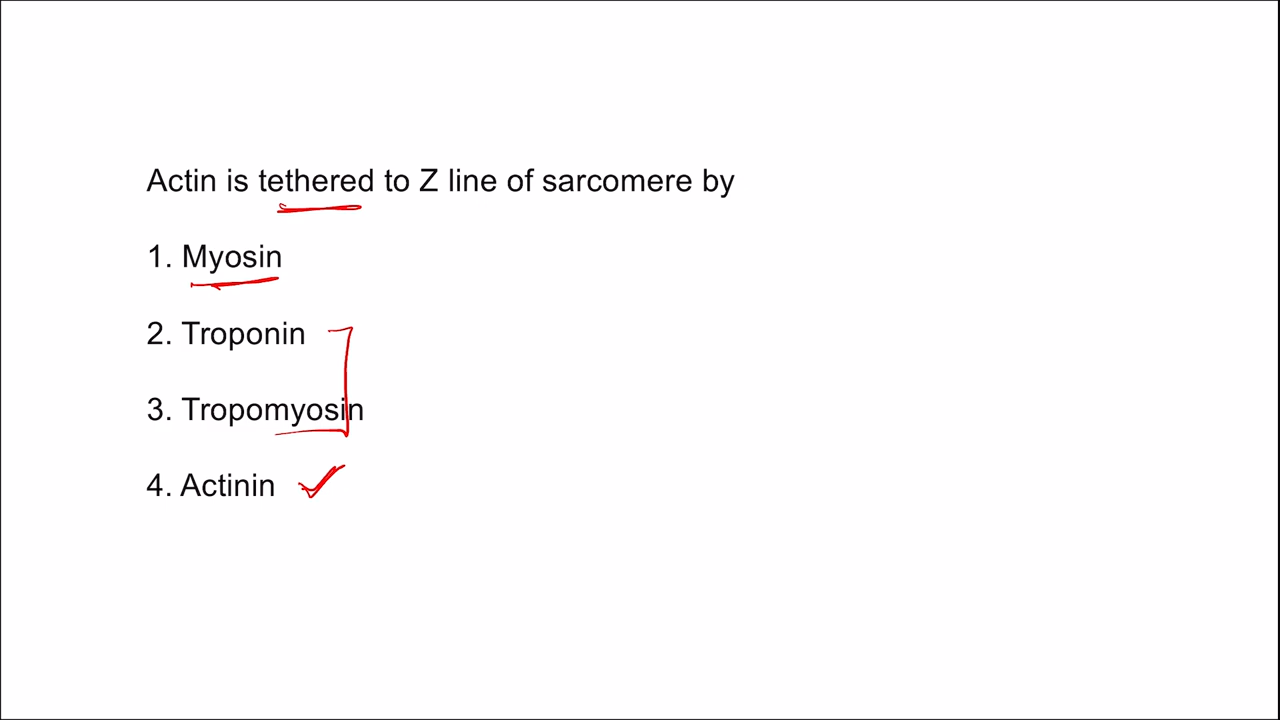 Actin is tethered to Z line of sarcomere by
1. Myosin
2. Troponin
3. Tropomyosin
4. Actinin